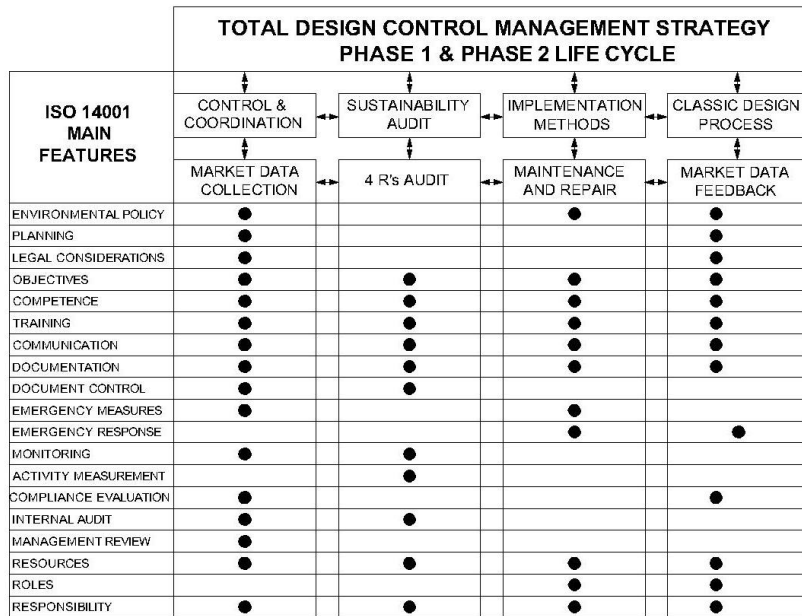 TOTAL DESIGN CONTROL MANAGEMENT STRATEGY
PHASE 1 & PHASE 2 LIFE CYCLE
ISO 14001
MAIN
FEATURES
CONTROL &
COORDINATION
SUSTAINABILITY
AUDIT
IMPLEMENTATION
METHODS
CLASSIC DESIGN
PROCESS
MARKET DATA
COLLECTION
4 R's AUDIT
MAINTENANCE
AND REPAIR
MARKET DATA
FEEDBACK
ENVIRONMENTAL POLICY
PLANNING
LEGAL CONSIDERATIONS
OBJECTIVES
COMPETENCE
TRAINING
COMMUNICATION
DOCUMENTATION
DOCUMENT CONTROL
EMERGENCY MEASURES
EMERGENCY RESPONSE
MONITORING
ACTIVITY MEASUREMENT
COMPLIANCE EVALUATION
INTERNAL AUDIT
MANAGEMENT REVIEW
RESOURCES
ROLES
RESPONSIBILITY